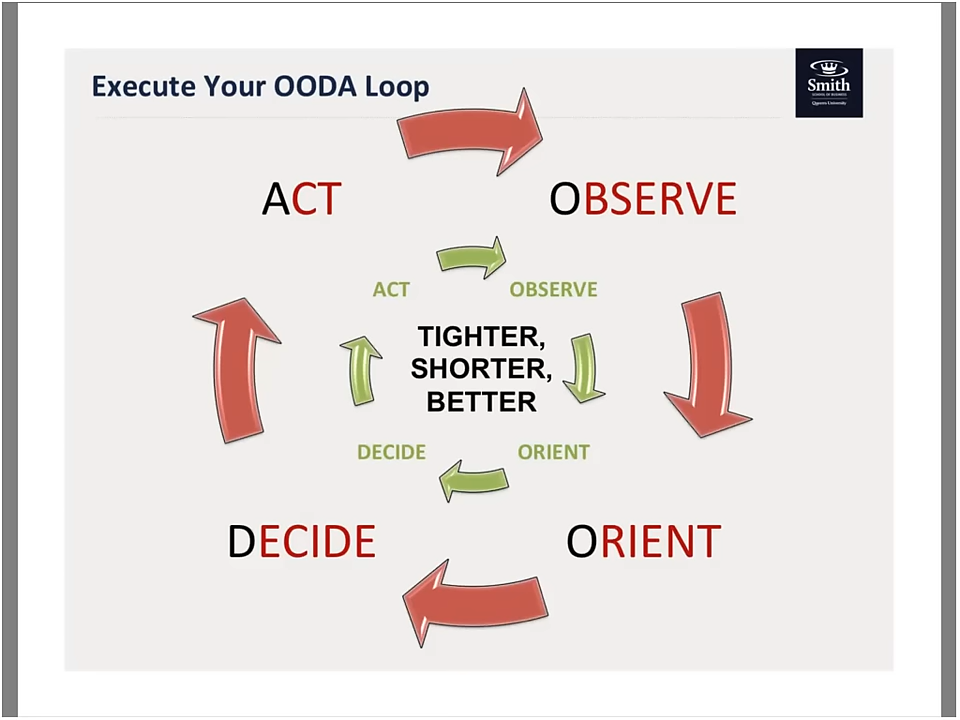 Execute Your OODA Loop
Smith
SCHOOL OF BUSINESS
Queen's University
ACT OBSERVE
ACT OBSERVE
TIGHTER,
SHORTER,
BETTER
DECIDE ORIENT
DECIDE ORIENT